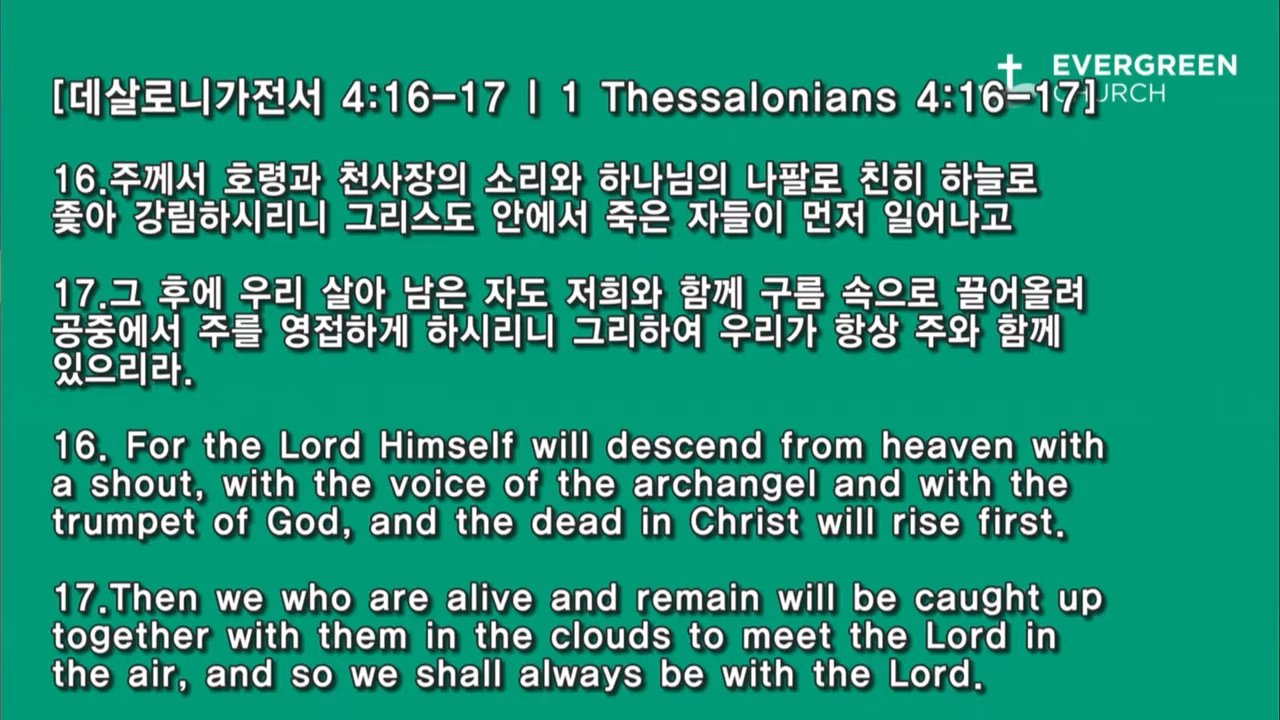 EVERGREEN
CHURCH
[데살로니가전서 4:16-17 | 1 Thessalonians 4:16-17]
16.주께서 호령과 천사장의 소리와 하나님의 나팔로 친히 하늘로
좇아 강림하시리니 그리스도 안에서 죽은 자들이 먼저 일어나고
17.그 후에 우리 살아 남은 자도 저희와 함께 구름 속으로 끌어올려
공중에서 주를 영접하게 하시리니 그리하여 우리가 항상 주와 함께
있으리라.
16. For the Lord Himself will descend from heaven with
a shout, with the voice of the archangel and with the
trumpet of God, and the dead in Christ will rise first.
17.Then we who are alive and remain will be caught up
together with them in the clouds to meet the Lord in
the air, and so we shall always be with the Lord.